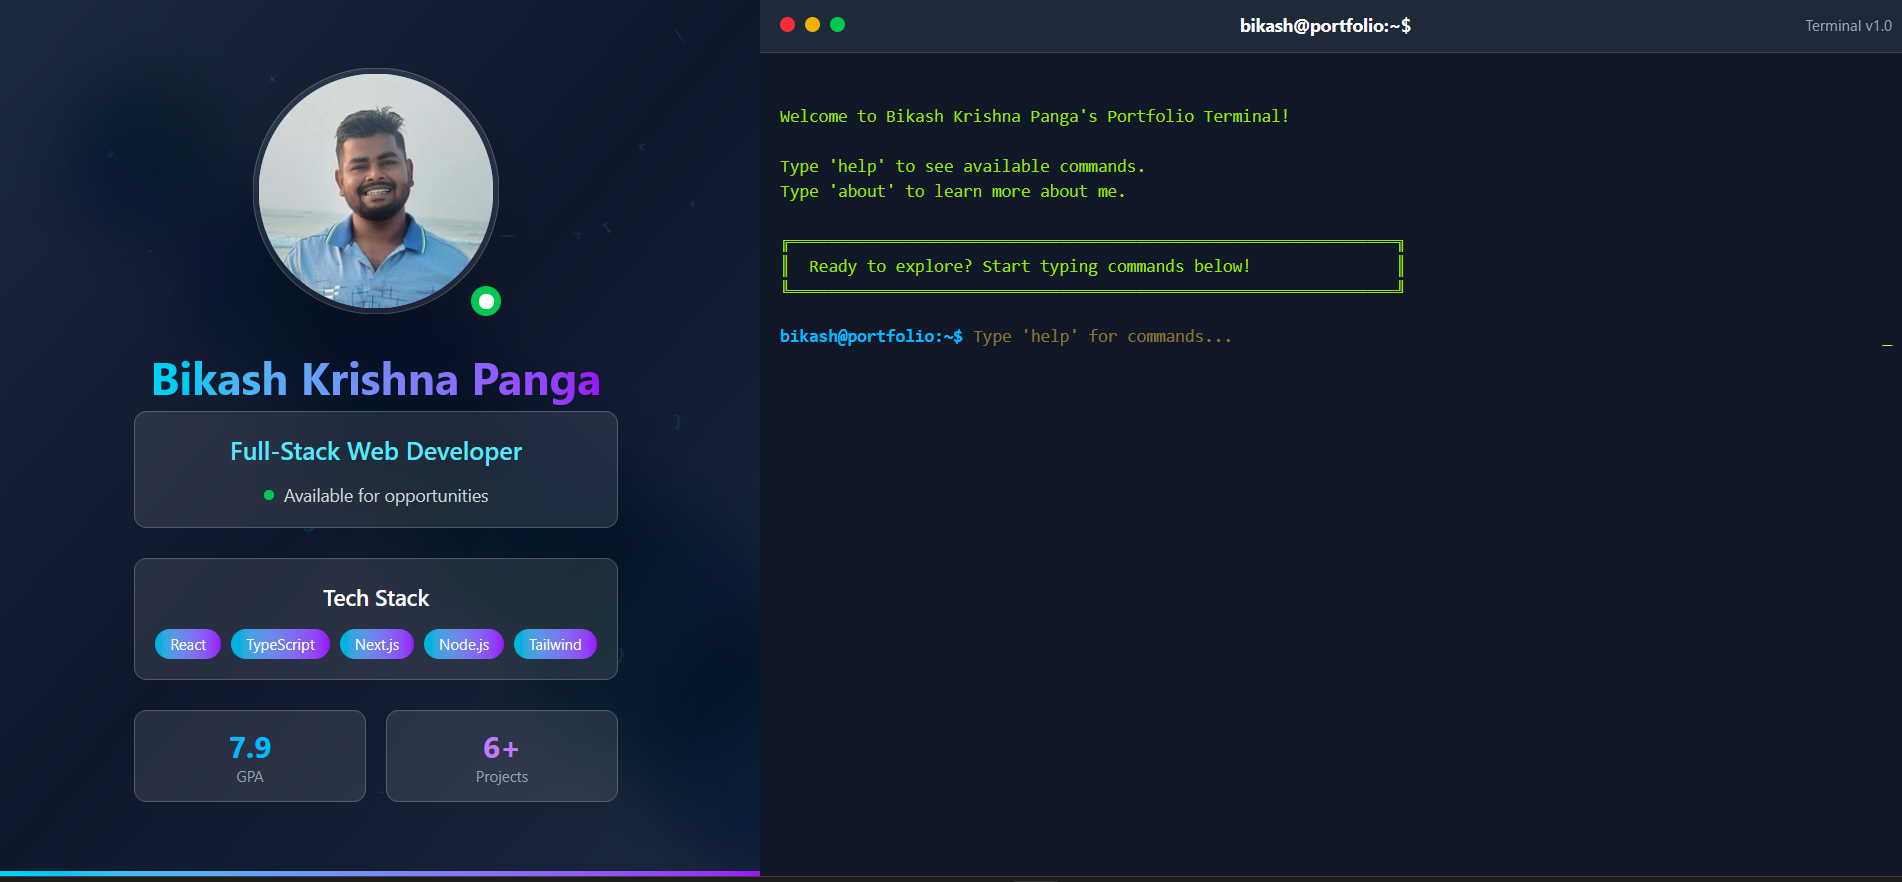 Bikash Krishna Panga
Full-Stack Web Developer
Available for opportunities
Tech Stack
React TypeScript Next.js Node.js Tailwind
7.9
GPA
6+
Projects
bikash@portfolio:~$
Terminal v1.0
Welcome to Bikash Krishna Panga's Portfolio Terminal!
Type 'help' to see available commands.
Type 'about' to learn more about me.
Ready to explore? Start typing commands below!
bikash@portfolio:~$ Type 'help' for commands..._